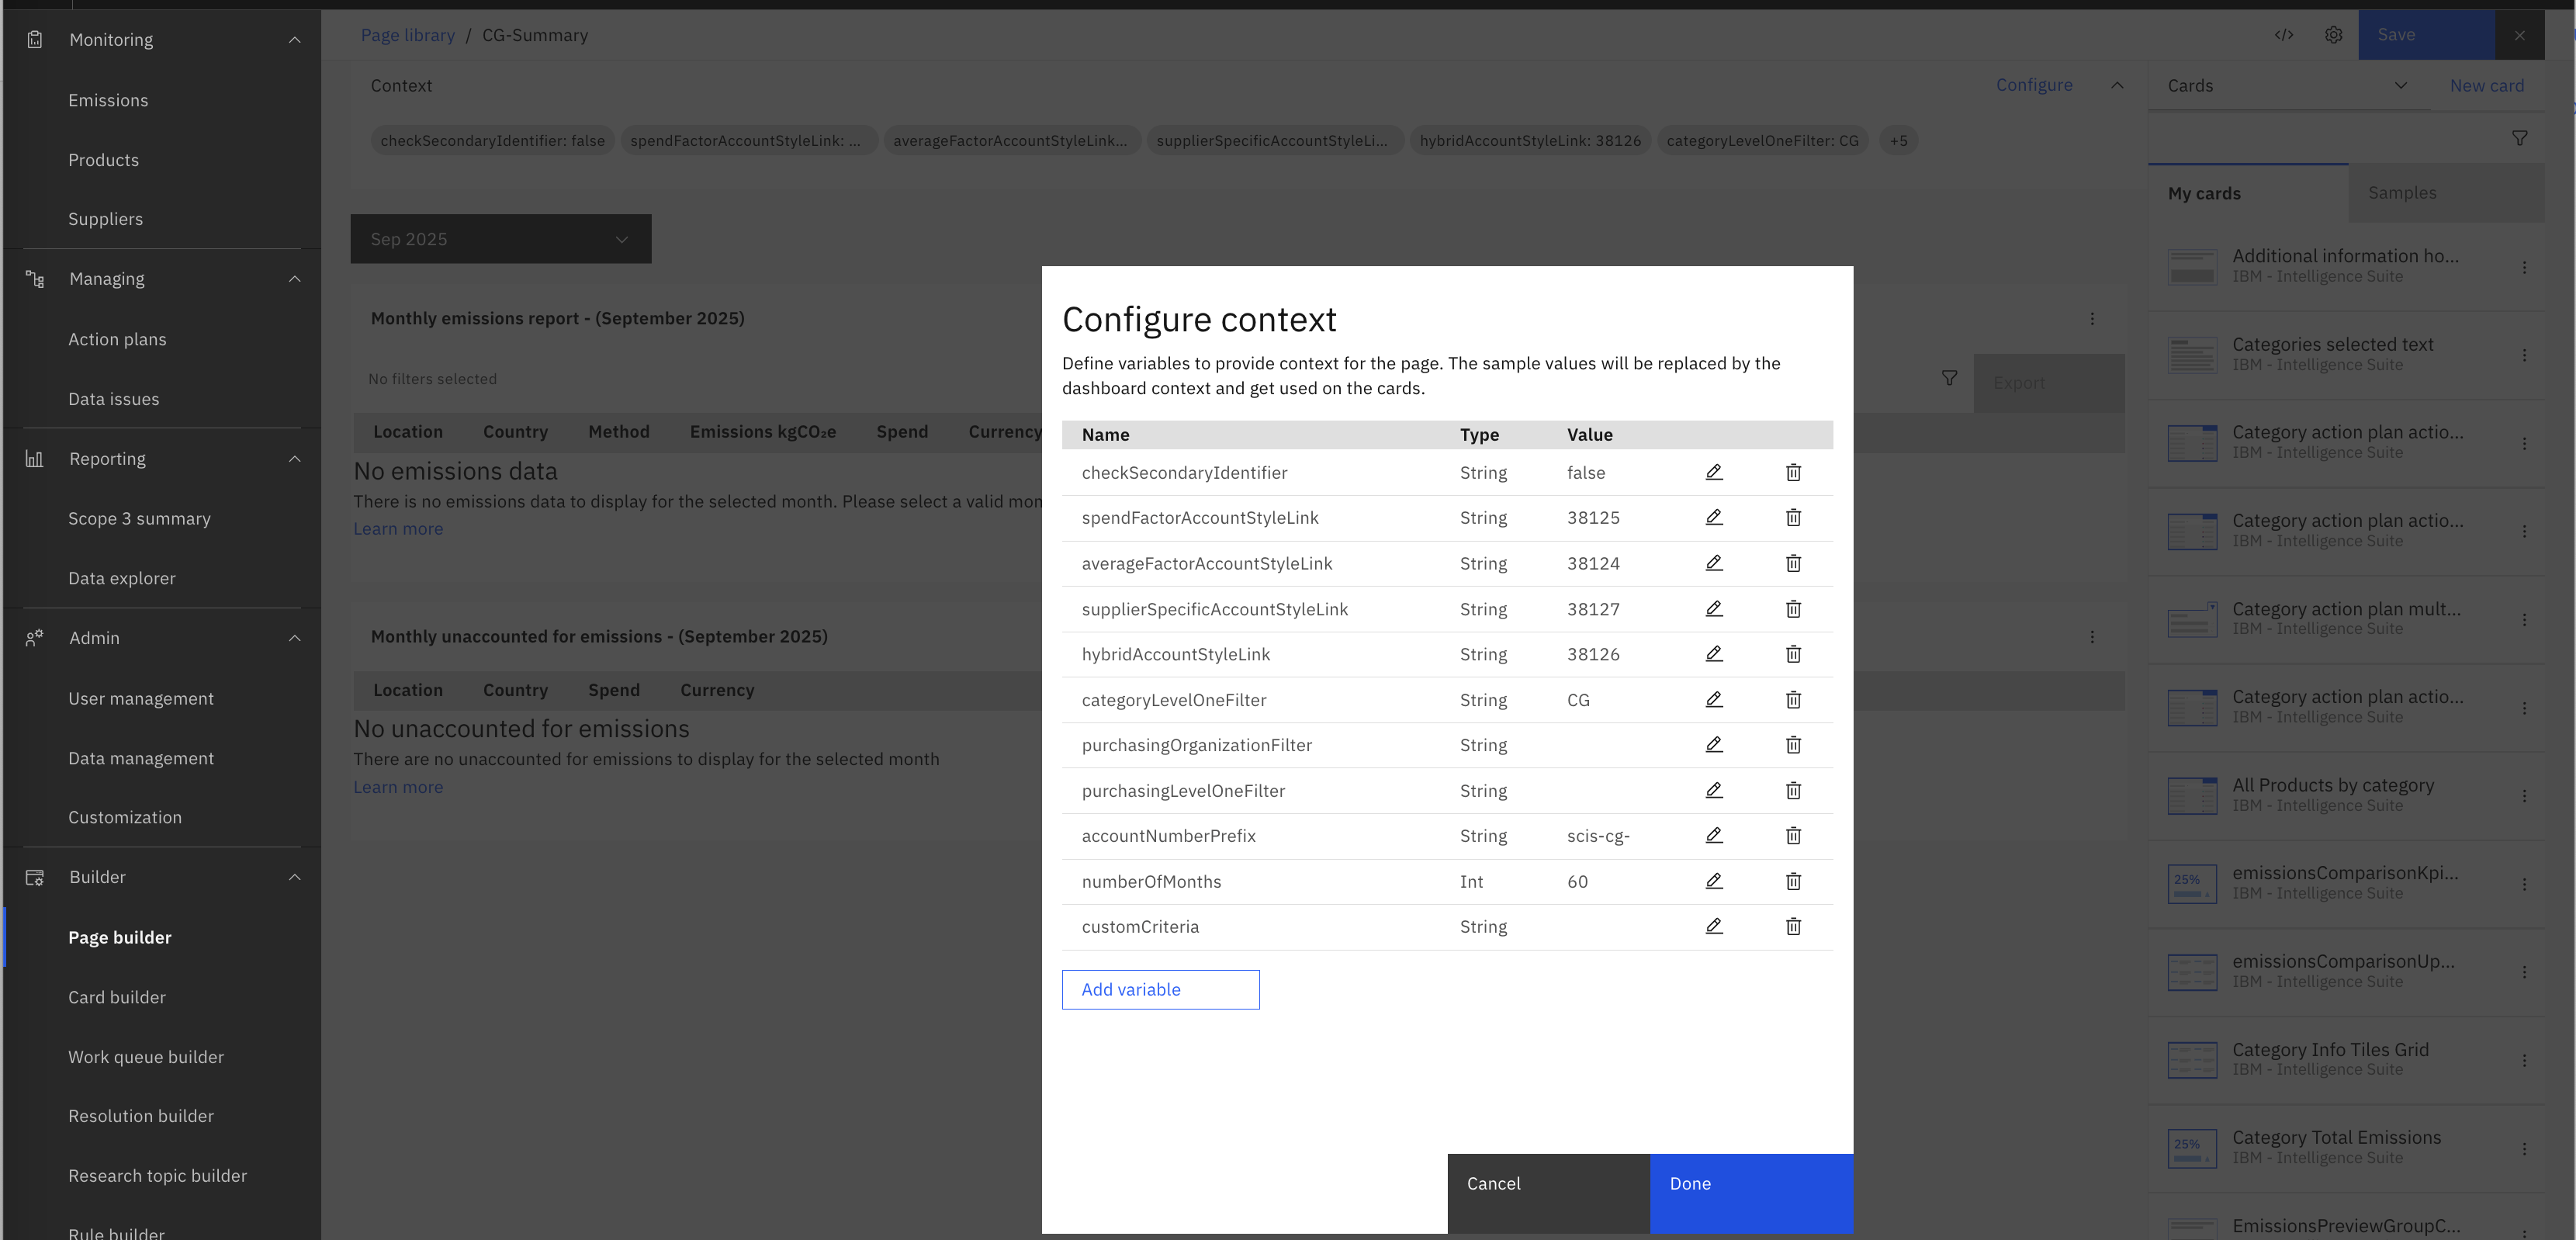 Monitoring
Emissions
Products
Suppliers
Managing
Action plans
Data issues
Reporting
Scope 3 summary
Data explorer
Admin
User management
Data management
Customization
Builder
Page builder
Card builder
Work queue builder
Resolution builder
Research topic builder
Rule builder
Page library / CG-Summary
Save
Context
Configure
checkSecondaryIdentifier: false
spendFactorAccountStyleLink: ...
averageFactorAccountStyleLink...
supplierSpecificAccountStyleLi...
hybridAccountStyleLink: 38126
categoryLevelOneFilter: CG
+5
Sep 2025
Monthly emissions report - (September 2025)
No filters selected
Export
Location Country Method Emissions kgCO₂e Spend Currency
No emissions data
There is no emissions data to display for the selected month. Please select a valid mon
Learn more
Monthly unaccounted for emissions - (September 2025)
Location Country Spend Currency
No unaccounted for emissions
There are no unaccounted for emissions to display for the selected month
Learn more
Configure context
Define variables to provide context for the page. The sample values will be replaced by the
dashboard context and get used on the cards.
Name Type Value
checkSecondaryIdentifier String false
spendFactorAccountStyleLink String 38125
averageFactorAccountStyleLink String 38124
supplierSpecificAccountStyleLink String 38127
hybridAccountStyleLink String 38126
categoryLevelOneFilter String CG
purchasingOrganizationFilter String
purchasingLevelOneFilter String
accountNumberPrefix String scis-cg-
numberOfMonths Int 60
customCriteria String
Add variable
Cancel
Done
Cards
New card
My cards
Samples
Additional information ho...
IBM - Intelligence Suite
Categories selected text
IBM - Intelligence Suite
Category action plan actio...
IBM - Intelligence Suite
Category action plan actio...
IBM - Intelligence Suite
Category action plan mult...
IBM - Intelligence Suite
Category action plan actio...
IBM - Intelligence Suite
All Products by category
IBM - Intelligence Suite
25%
emissionsComparisonKpi...
IBM - Intelligence Suite
emissionsComparisonUp...
IBM - Intelligence Suite
Category Info Tiles Grid
IBM - Intelligence Suite
25%
Category Total Emissions
IBM - Intelligence Suite
EmissionsPreviewGroupC...